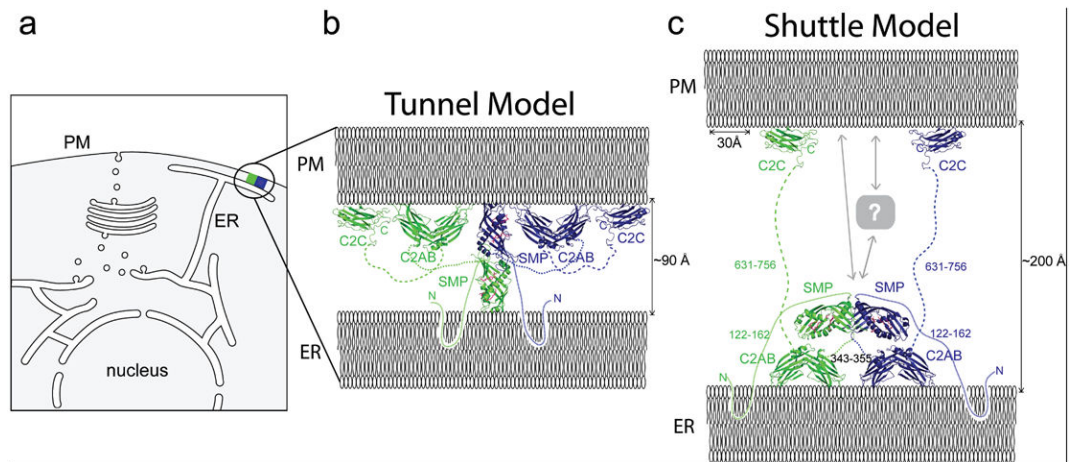 a
PM
ER
nucleus
b
Tunnel Model
PM
C2C
C
C2AB
SMP
SMP
C2AB
C
C2C
N
N
ER
~90 Å
c
Shuttle Model
PM
30Å
C
C2C
C
C2C
?
631-756
631-756
SMP
SMP
122-162
122-162
343-355
C2AB
C2AB
N
N
ER
~200 Å